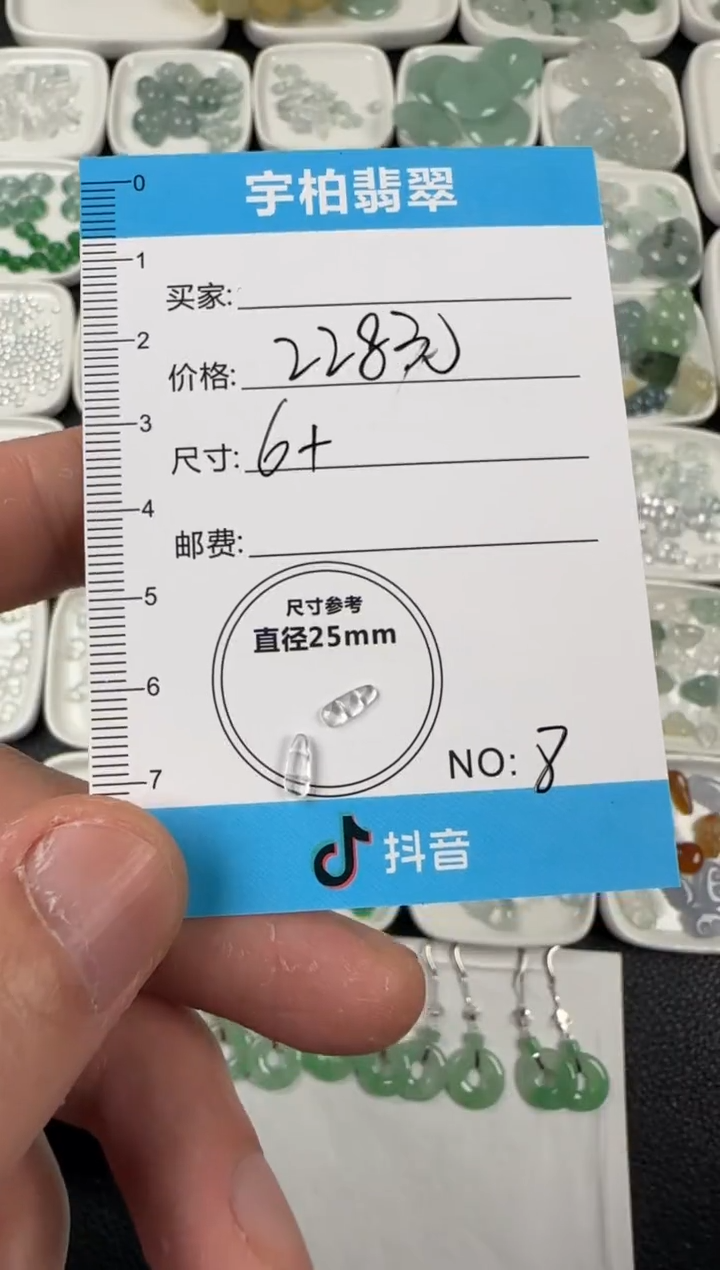 宇柏翡翠
0
1
买家:
2
价格: 228元
3
尺寸: 6+
4
邮费:
5
尺寸参考
直径25mm
6
NO: 8
7
抖音